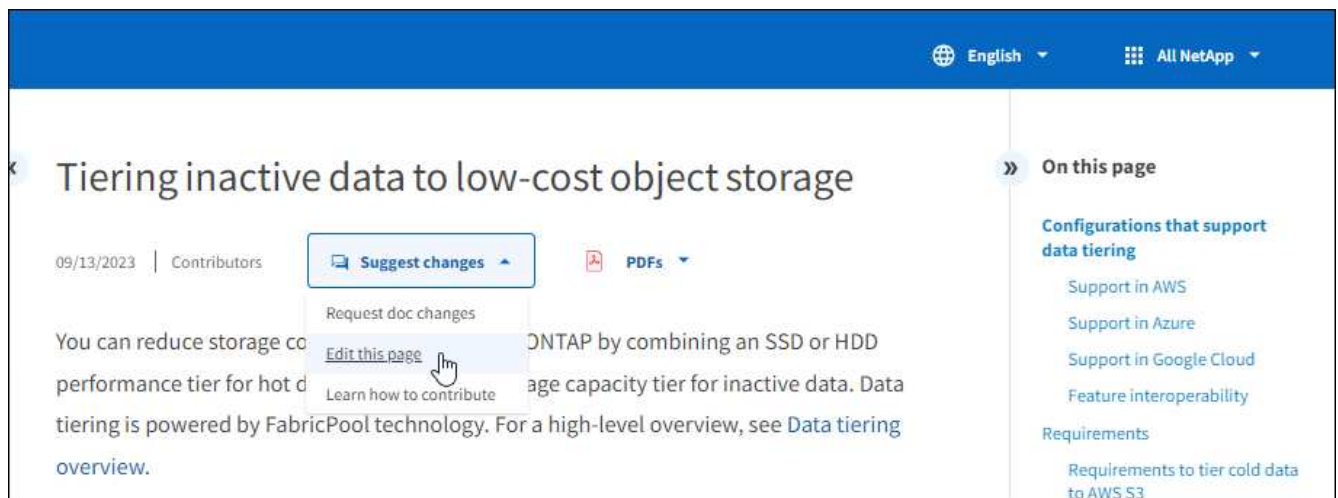 English
All NetApp
Tiering inactive data to low-cost object storage
09/13/2023
Contributors
Suggest changes
PDFs
Request doc changes
Edit this page
Learn how to contribute
You can reduce storage co ONTAP by combining an SSD or HDD
performance tier for hot d age capacity tier for inactive data. Data
tiering is powered by FabricPool technology. For a high-level overview, see Data tiering
overview.
On this page
Configurations that support
data tiering
Support in AWS
Support in Azure
Support in Google Cloud
Feature interoperability
Requirements
Requirements to tier cold data
to AWS S3